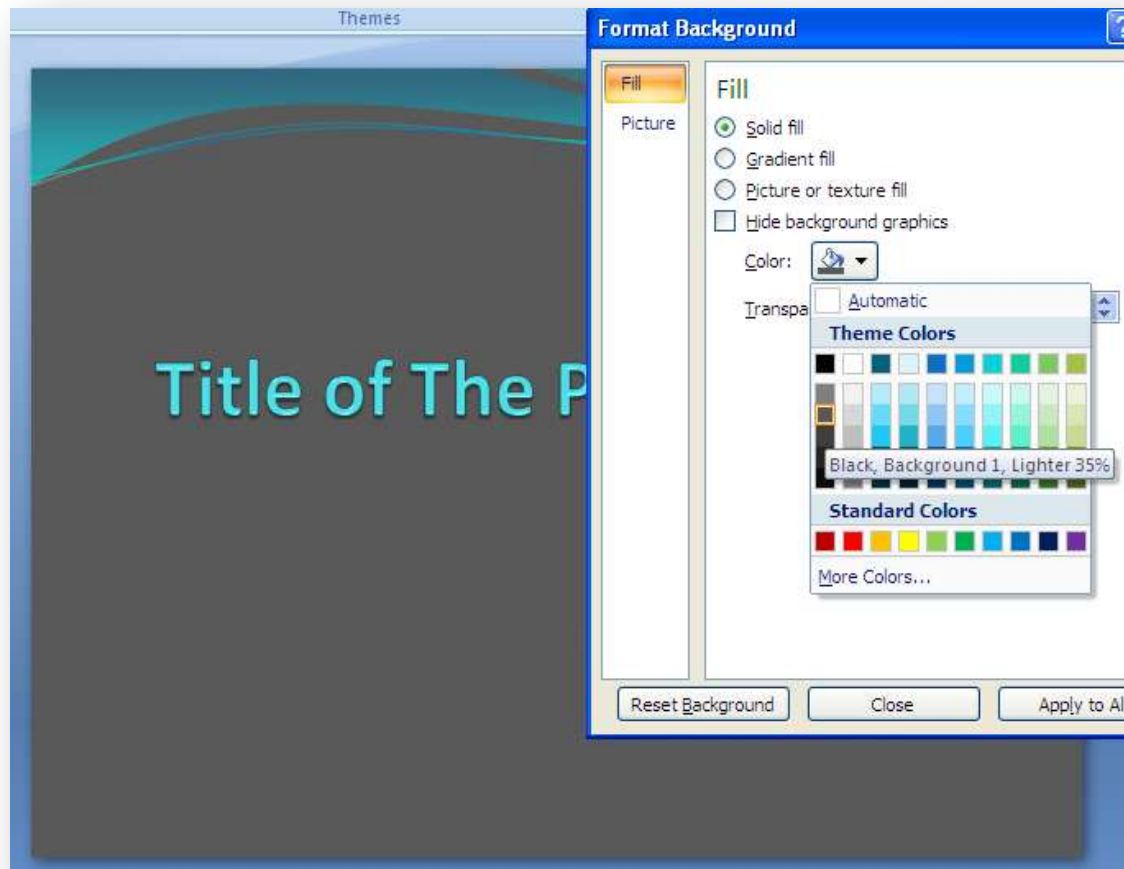 Themes
Format Background
?
Fill
Picture
Fill
Solid fill
Gradient fill
Picture or texture fill
Hide background graphics
Color:
Automatic
Transpa
Theme Colors
Title of The P
Black, Background 1, Lighter 35%
Standard Colors
More Colors...
Reset Background
Close
Apply to Al